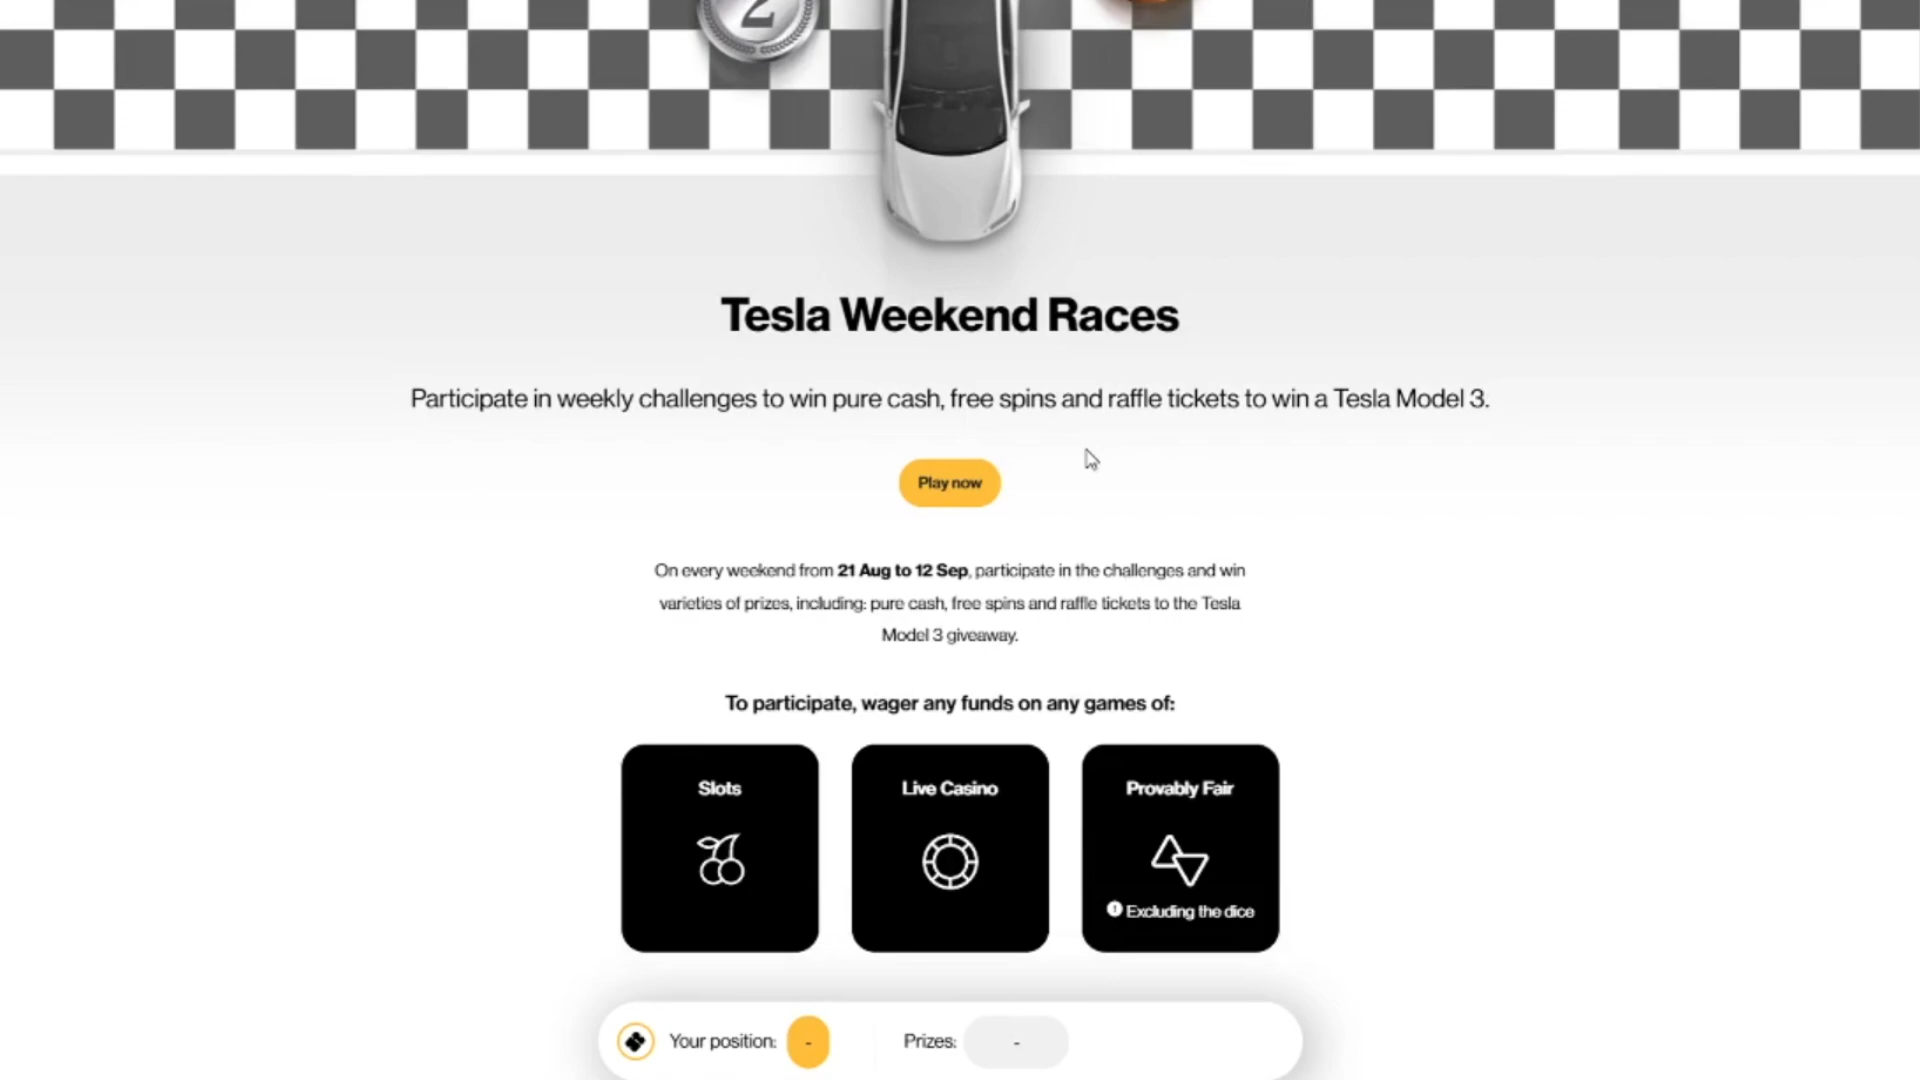 2
Tesla Weekend Races
Participate in weekly challenges to win pure cash, free spins and raffle tickets to win a Tesla Model 3.
Play now
On every weekend from 21 Aug to 12 Sep, participate in the challenges and win
varieties of prizes, including: pure cash, free spins and raffle tickets to the Tesla
Model 3 giveaway.
To participate, wager any funds on any games of:
Slots
Live Casino
Provably Fair
Excluding the dice
Your position: -
Prizes: -